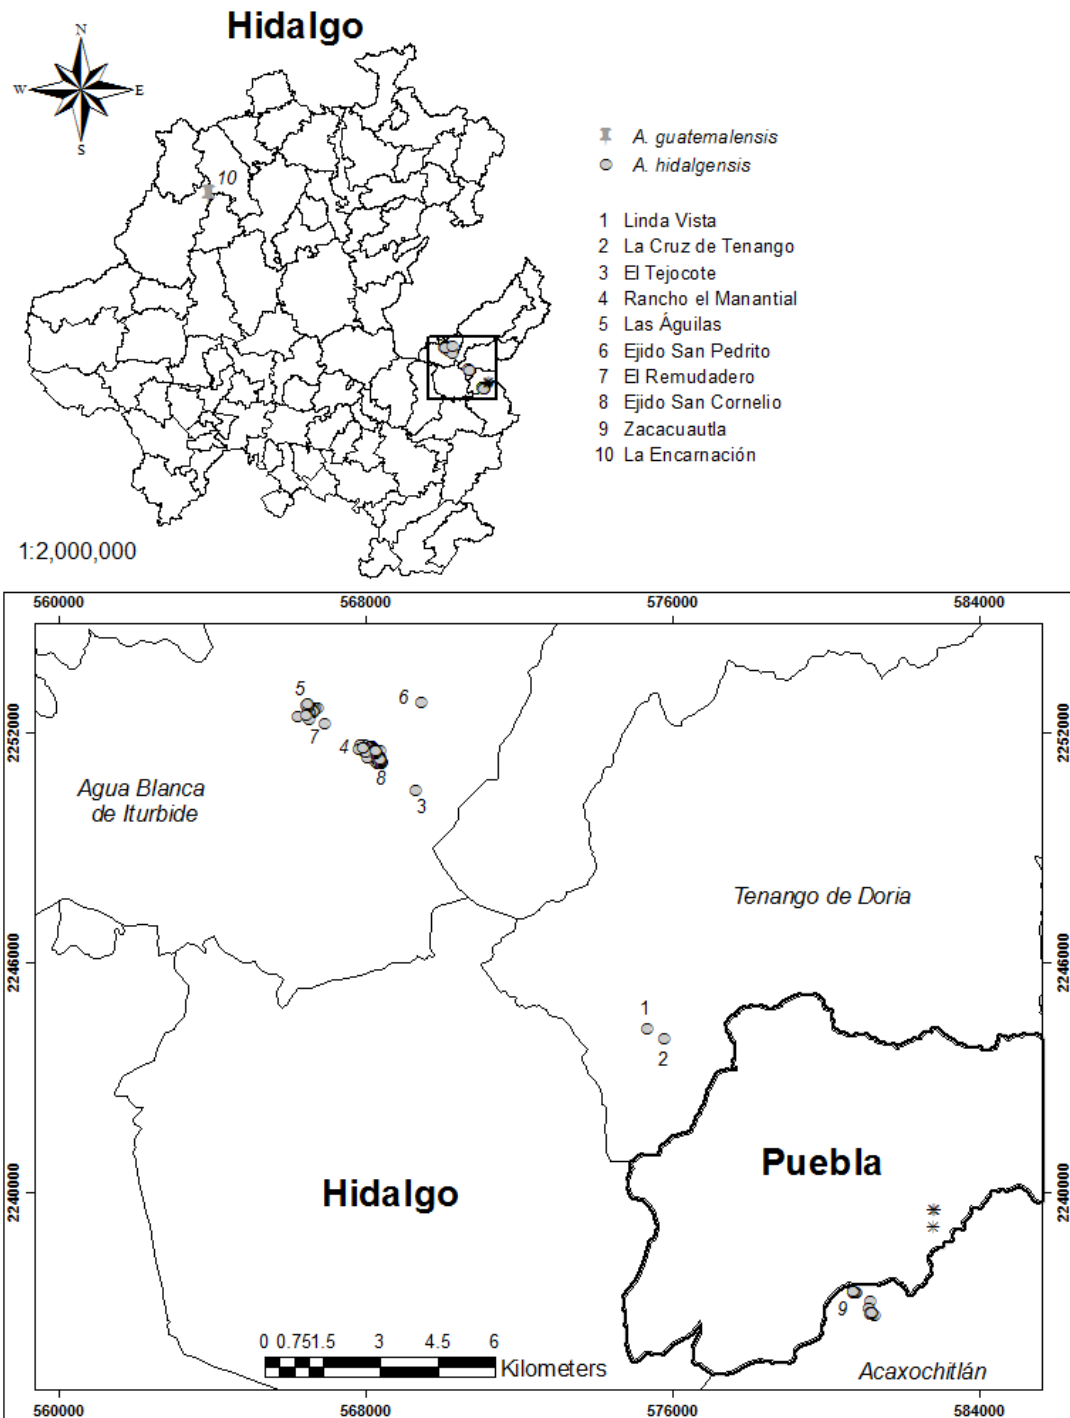 Hidalgo
N
W
E
S
10
A. guatemalensis
A. hidalgensis
1 Linda Vista
2 La Cruz de Tenango
3 El Tejocote
4 Rancho el Manantial
5 Las Águilas
6 Ejido San Pedrito
7 El Remudadero
8 Ejido San Cornelio
9 Zacacuautla
10 La Encarnación
1:2,000,000
560000 568000 576000 584000
5
6
7
4
8
3
2252000 2252000
Agua Blanca
de Iturbide
Tenango de Doria
2246000 2246000
1
2
Puebla
Hidalgo
2240000 2240000
9
0 0.75 1.5 3 4.5 6
Kilometers
Acaxochitlán
560000 568000 576000 584000